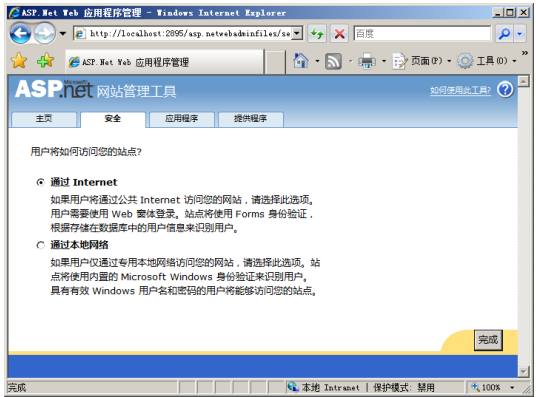 ASP.Net Web 应用程序管理 - Windows Internet Explorer
http://localhost:2895/asp.netwebadminfiles/se
百度
ASP.Net Web 应用程序管理
页面(P)
工具(O)
»
Microsoft
ASP.net 网站管理工具
如何使用此工具?
?
主页 安全 应用程序 提供程序
用户将如何访问您的站点?
通过 Internet
如果用户将通过公共 Internet 访问您的网站，请选择此选项。
用户需要使用 Web 窗体登录。站点将使用 Forms 身份验证，
根据存储在数据库中的用户信息来识别用户。
通过本地网络
如果用户仅通过专用本地网络访问您的网站，请选择此选项。站
点将使用内置的 Microsoft Windows 身份验证来识别用户。
具有有效 Windows 用户名和密码的用户将能够访问您的站点。
完成
完成 本地 Intranet | 保护模式: 禁用 100%